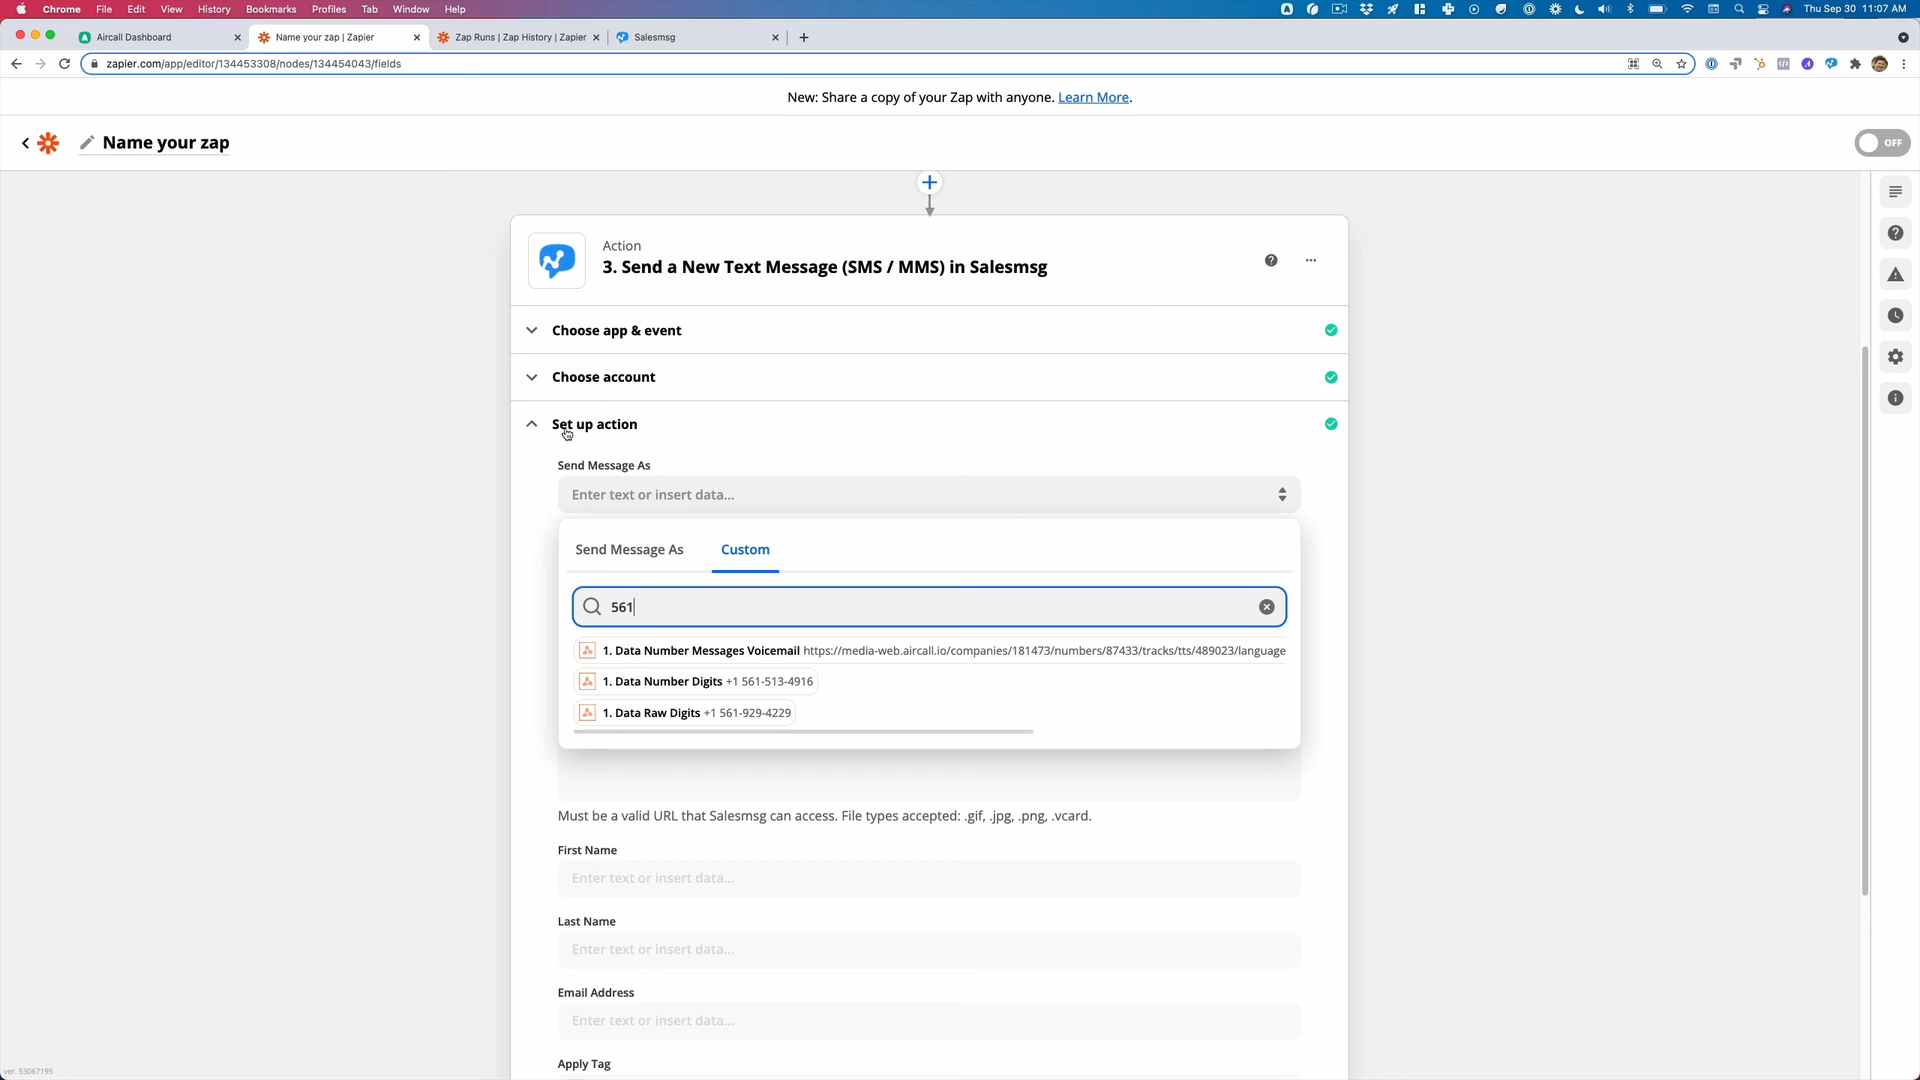 Chrome File Edit View History Bookmarks Profiles Tab Window Help Thu Sep 30 11:07 AM
Aircall Dashboard Name your zap | Zapier Zap Runs | Zap History | Zapier Salesmsg
zapier.com/app/editor/134453308/nodes/134454043/fields
New: Share a copy of your Zap with anyone. Learn More.
Name your zap
OFF
Action
3. Send a New Text Message (SMS / MMS) in Salesmsg
Choose app & event
Choose account
Set up action
Send Message As
Enter text or insert data...
Send Message As Custom
561
1. Data Number Messages Voicemail https://media-web.aircall.io/companies/181473/numbers/87433/tracks/tts/489023/language
1. Data Number Digits +1 561-513-4916
1. Data Raw Digits +1 561-929-4229
Must be a valid URL that Salesmsg can access. File types accepted: .gif, .jpg, .png, .vcard.
First Name
Enter text or insert data...
Last Name
Enter text or insert data...
Email Address
Enter text or insert data...
Apply Tag
ver. 53067195